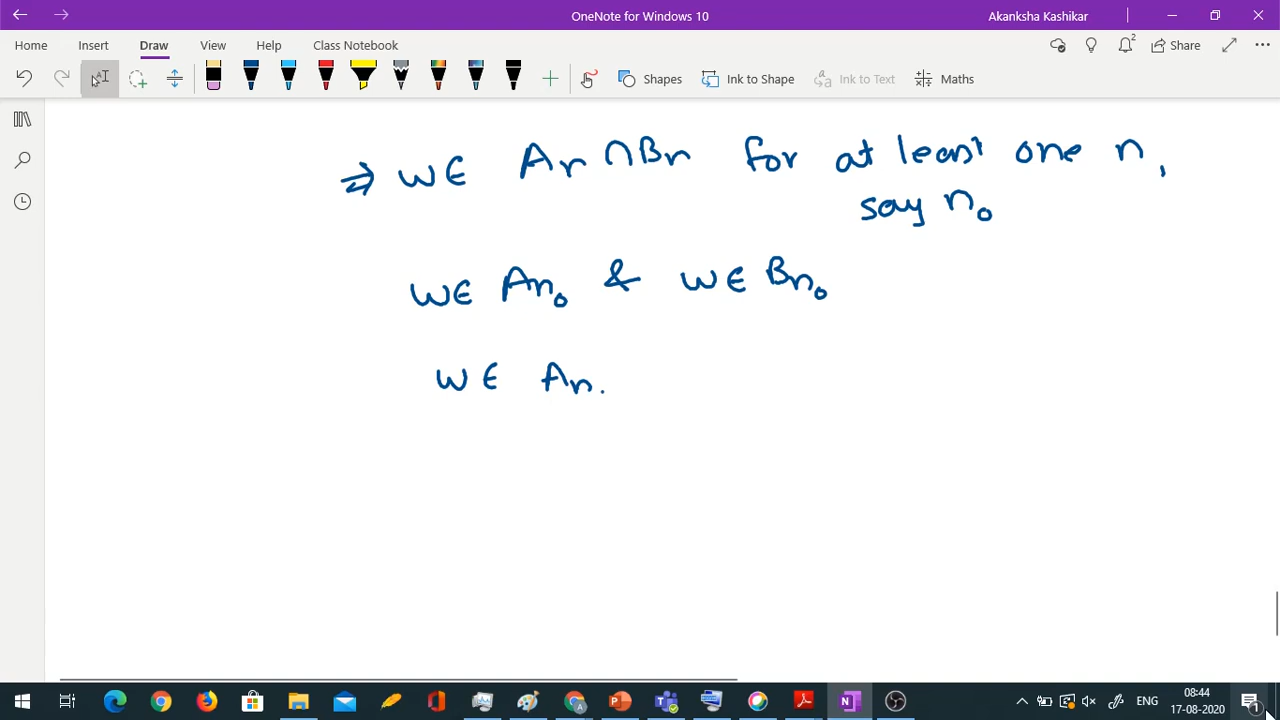 OneNote for Windows 10
Akanksha Kashikar
Home Insert Draw View Help Class Notebook
Share
Shapes Ink to Shape Ink to Text Maths
⇒ ω∈ An∩Bn for at least one n,
say n₀
ω∈ An₀ & ω∈ Bn₀
ω∈ An.
ENG
08:44
17-08-2020